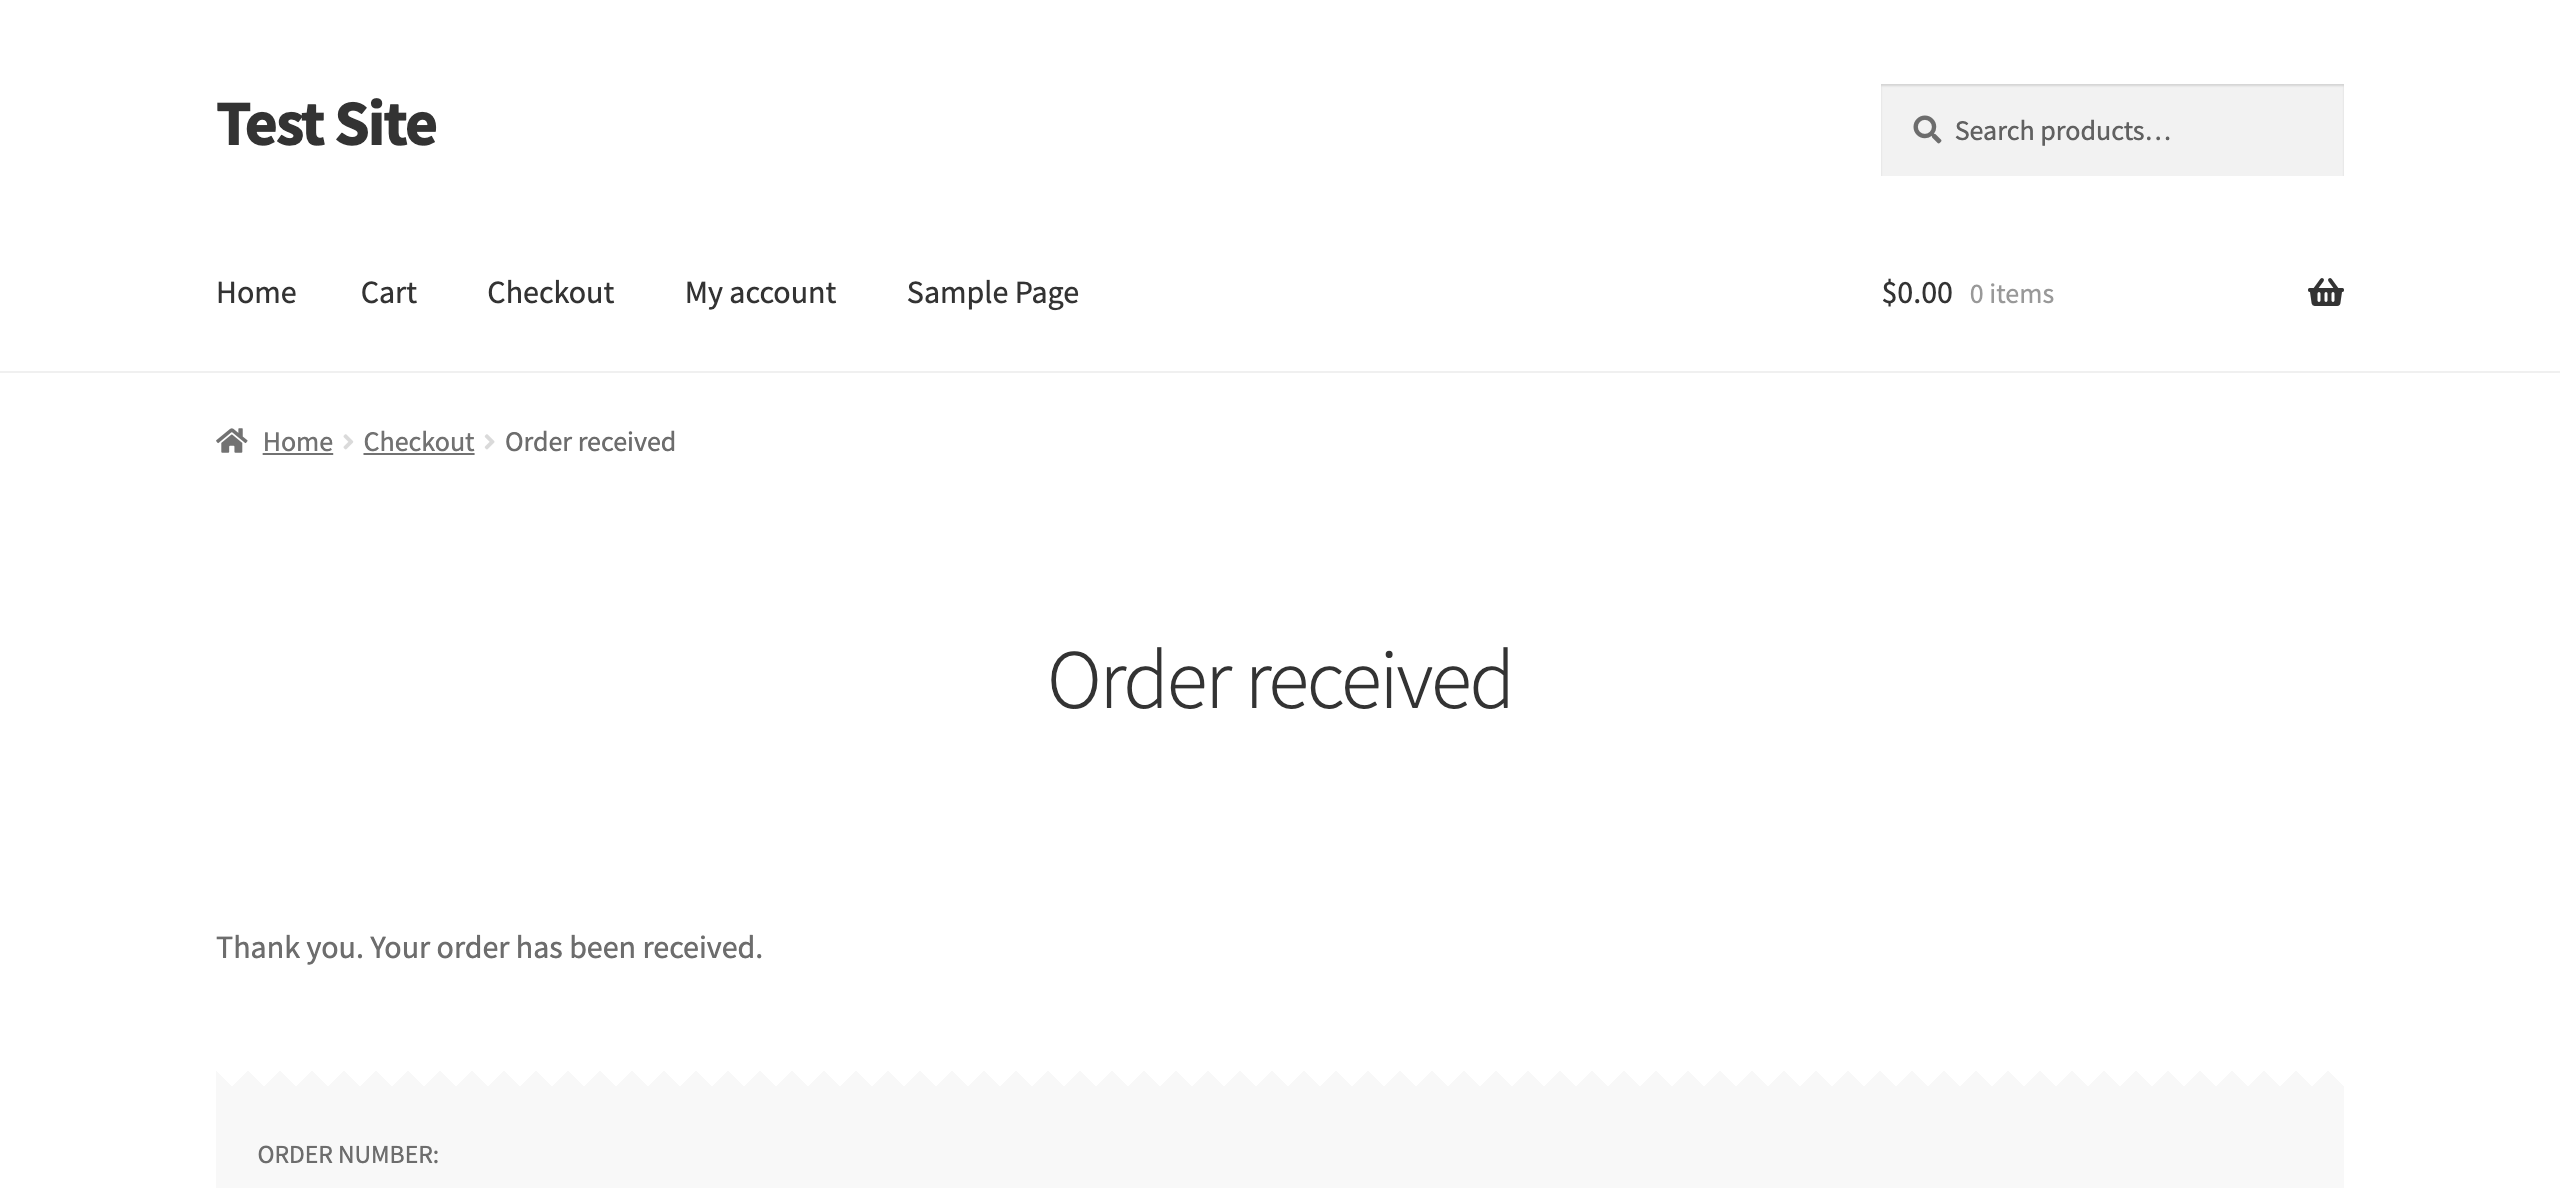 Test Site
Search products…
Home Cart Checkout My account Sample Page
$0.00 0 items
Home Checkout Order received
Order received
Thank you. Your order has been received.
ORDER NUMBER: